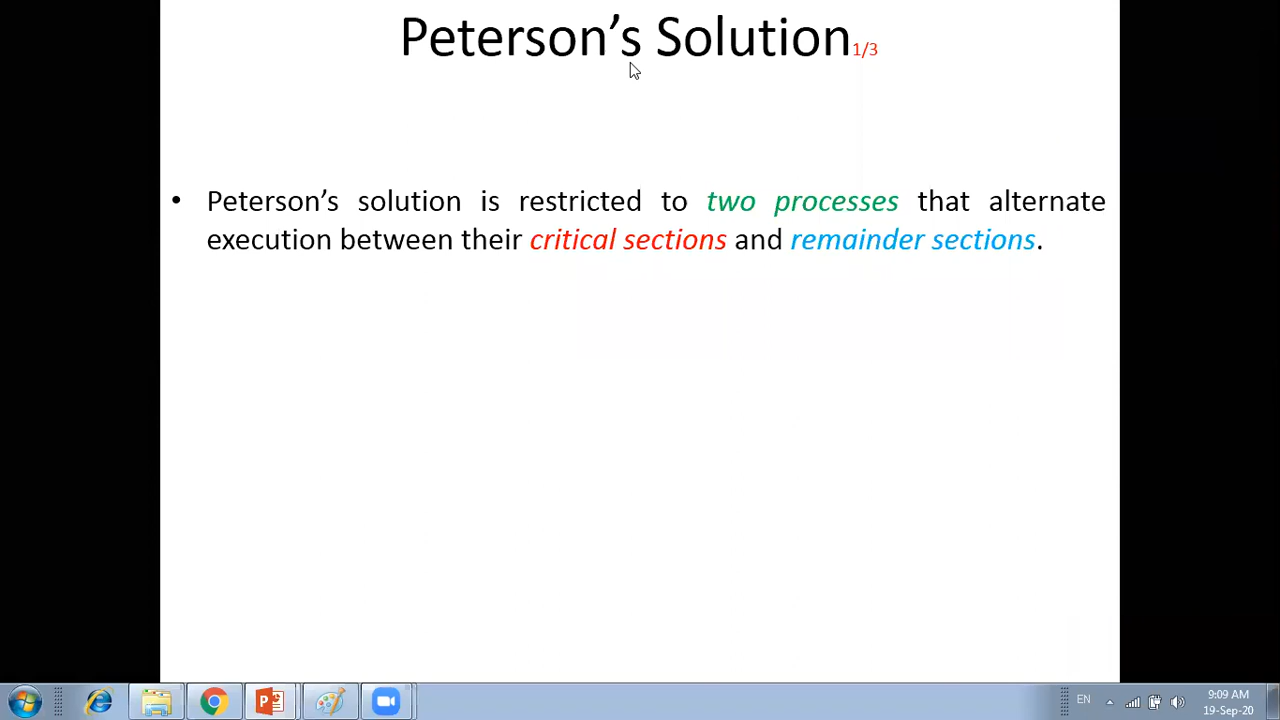 Peterson’s Solution1/3
• Peterson’s solution is restricted to two processes that alternate
execution between their critical sections and remainder sections.
EN
9:09 AM
19-Sep-20